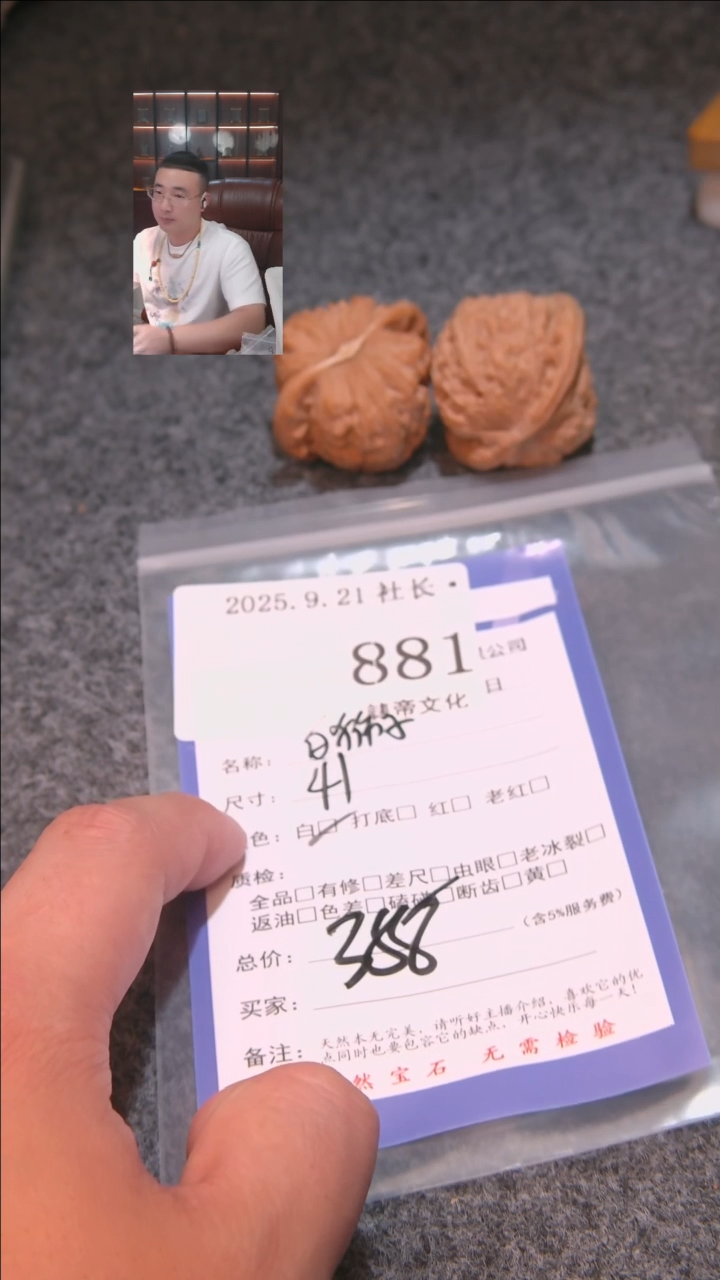 2025.9.21 社长
881
公司
日
帝文化
名称: 白狮子
尺寸: 41
色: 白□ 打底□ 红□ 老红□
质检:
全品□有修□差尺□虫眼□老冰裂□
返油□色差□磕碰□断齿□黄□
总价: 388 (含5%服务费)
买家:
备注: 天然本无完美, 请听好主播介绍, 喜欢它的优
点同时也要包容它的缺点, 开心快乐每一天!
然宝石 无需检验